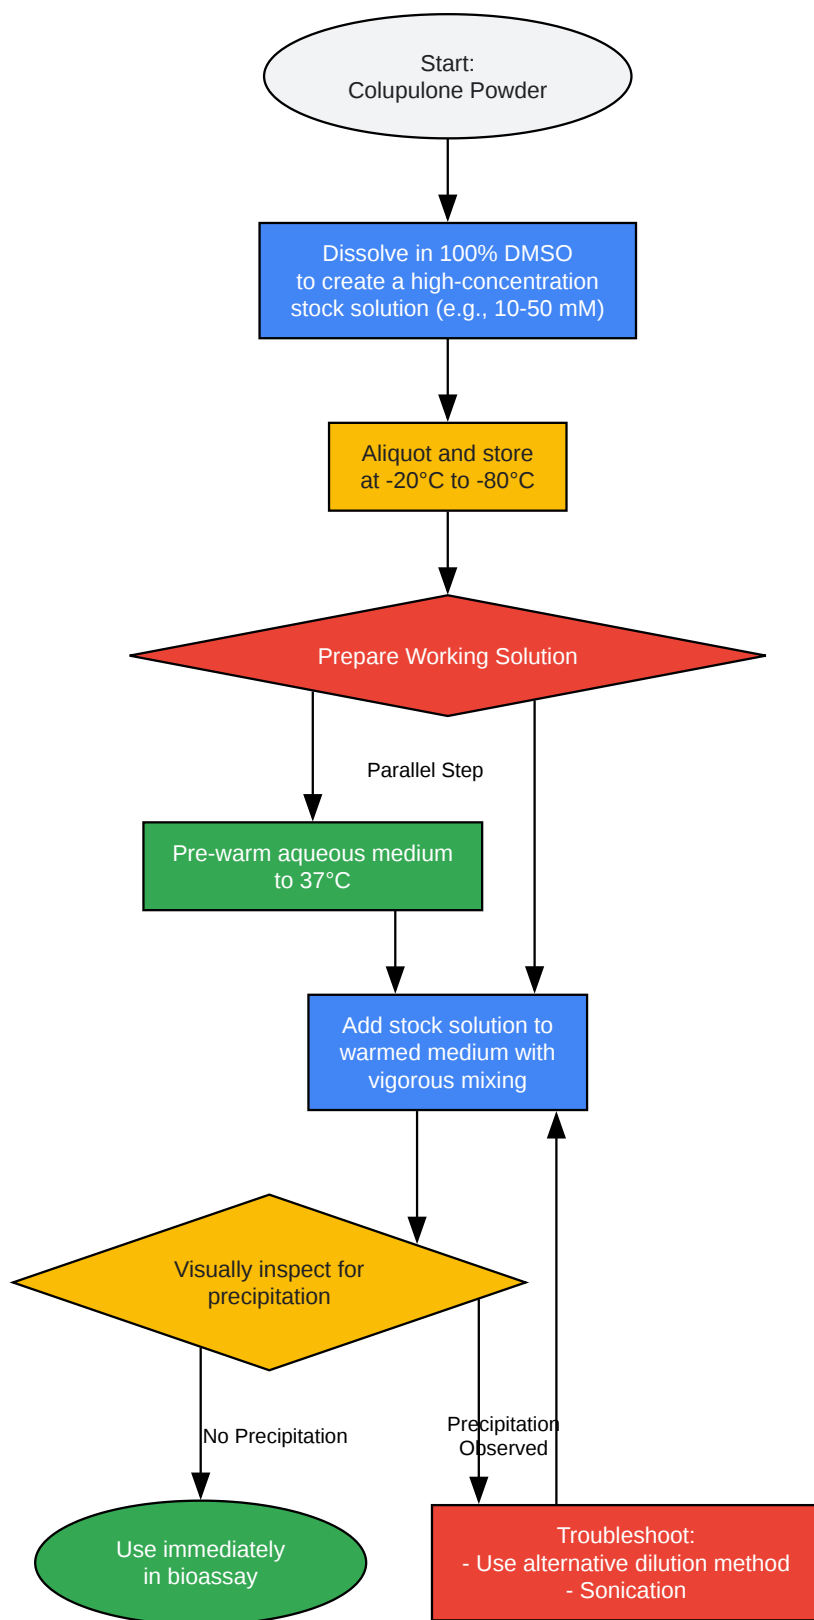 Start:
Colupulone Powder
Dissolve in 100% DMSO
to create a high-concentration
stock solution (e.g., 10-50 mM)
Aliquot and store
at -20°C to -80°C
Prepare Working Solution
Parallel Step
Pre-warm aqueous medium
to 37°C
Add stock solution to
warmed medium with
vigorous mixing
Visually inspect for
precipitation
No Precipitation
Precipitation
Observed
Use immediately
in bioassay
Troubleshoot:
- Use alternative dilution method
- Sonication